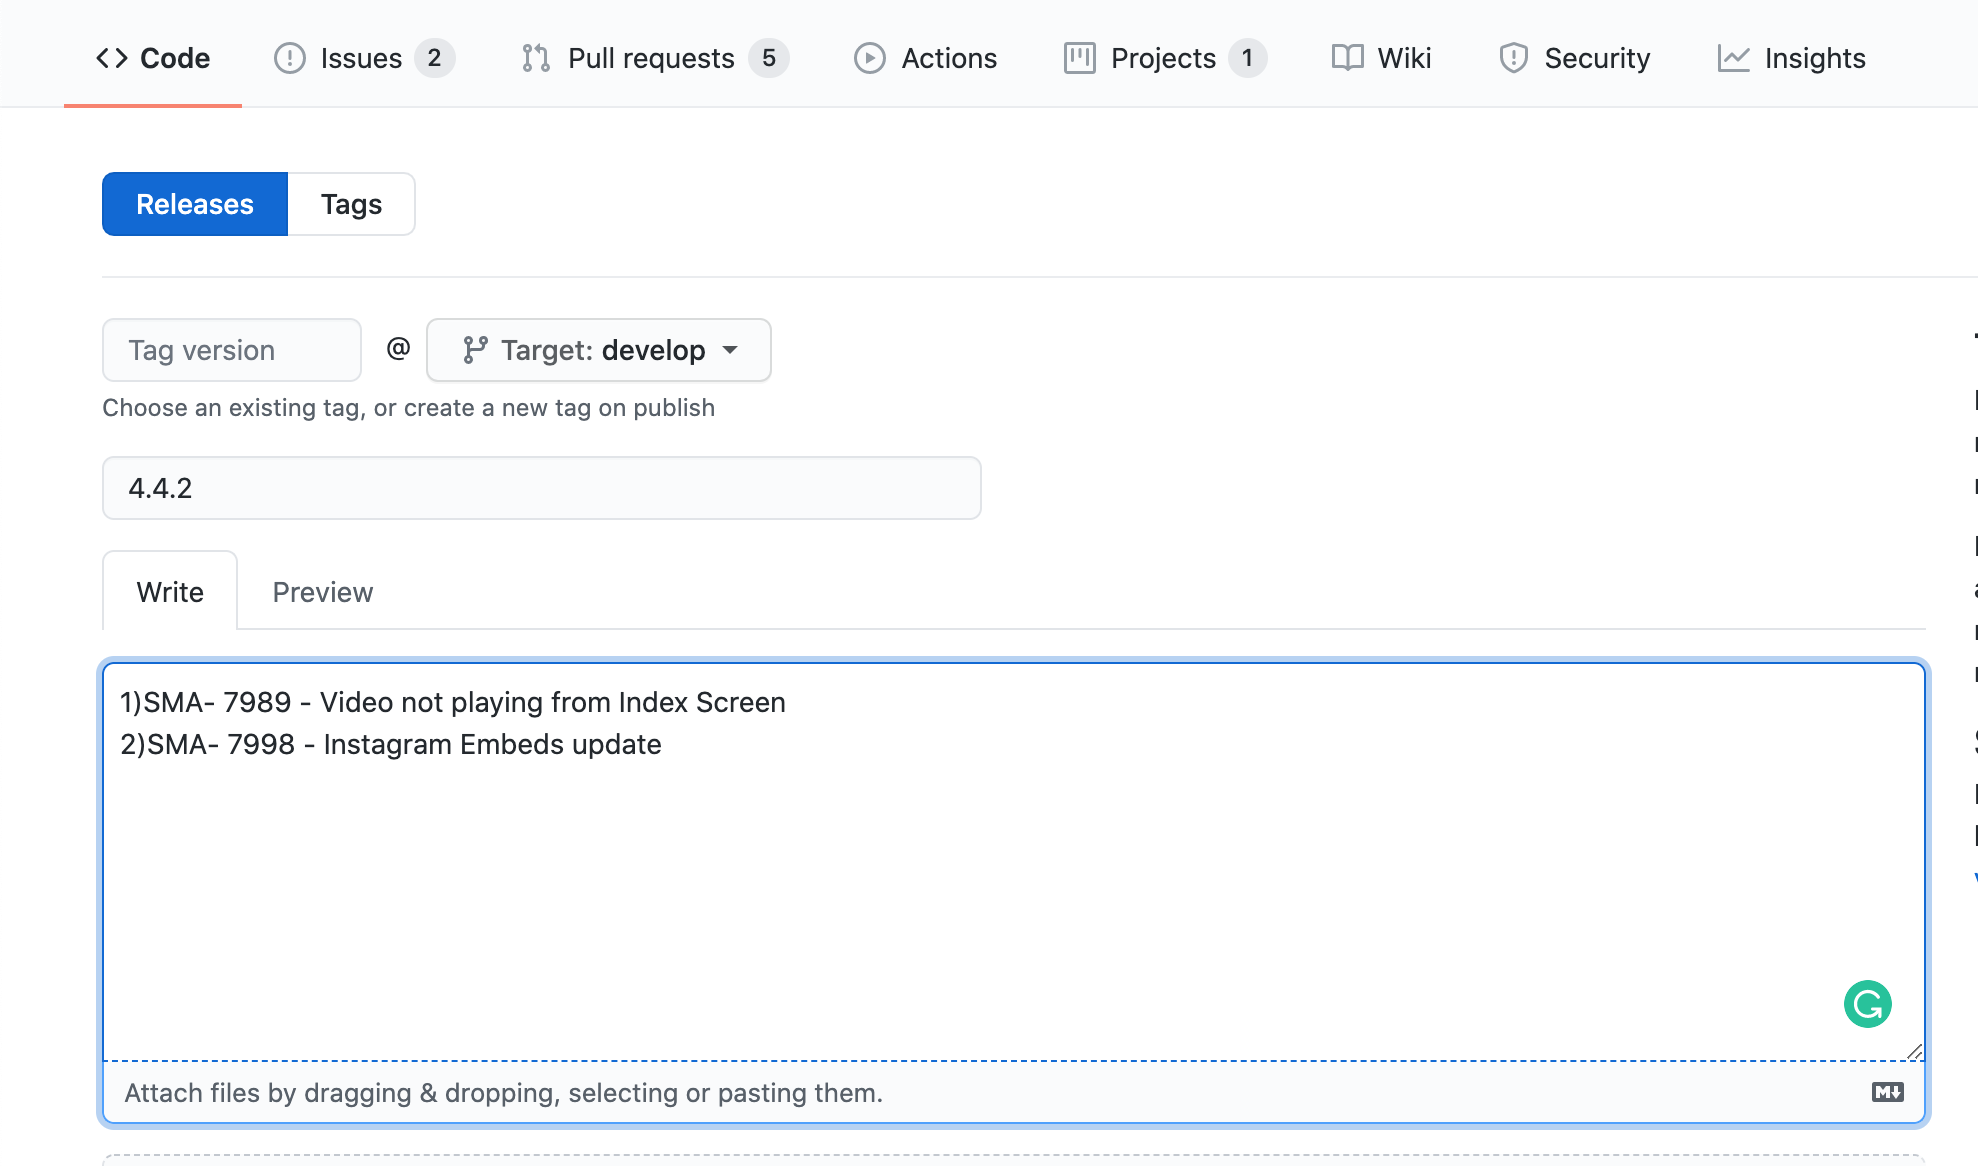 Code Issues 2 Pull requests 5 Actions Projects 1 Wiki Security Insights
Releases Tags
Tag version @ Target: develop
Choose an existing tag, or create a new tag on publish
4.4.2
Write Preview
1)SMA- 7989 - Video not playing from Index Screen
2)SMA- 7998 - Instagram Embeds update
Attach files by dragging & dropping, selecting or pasting them.